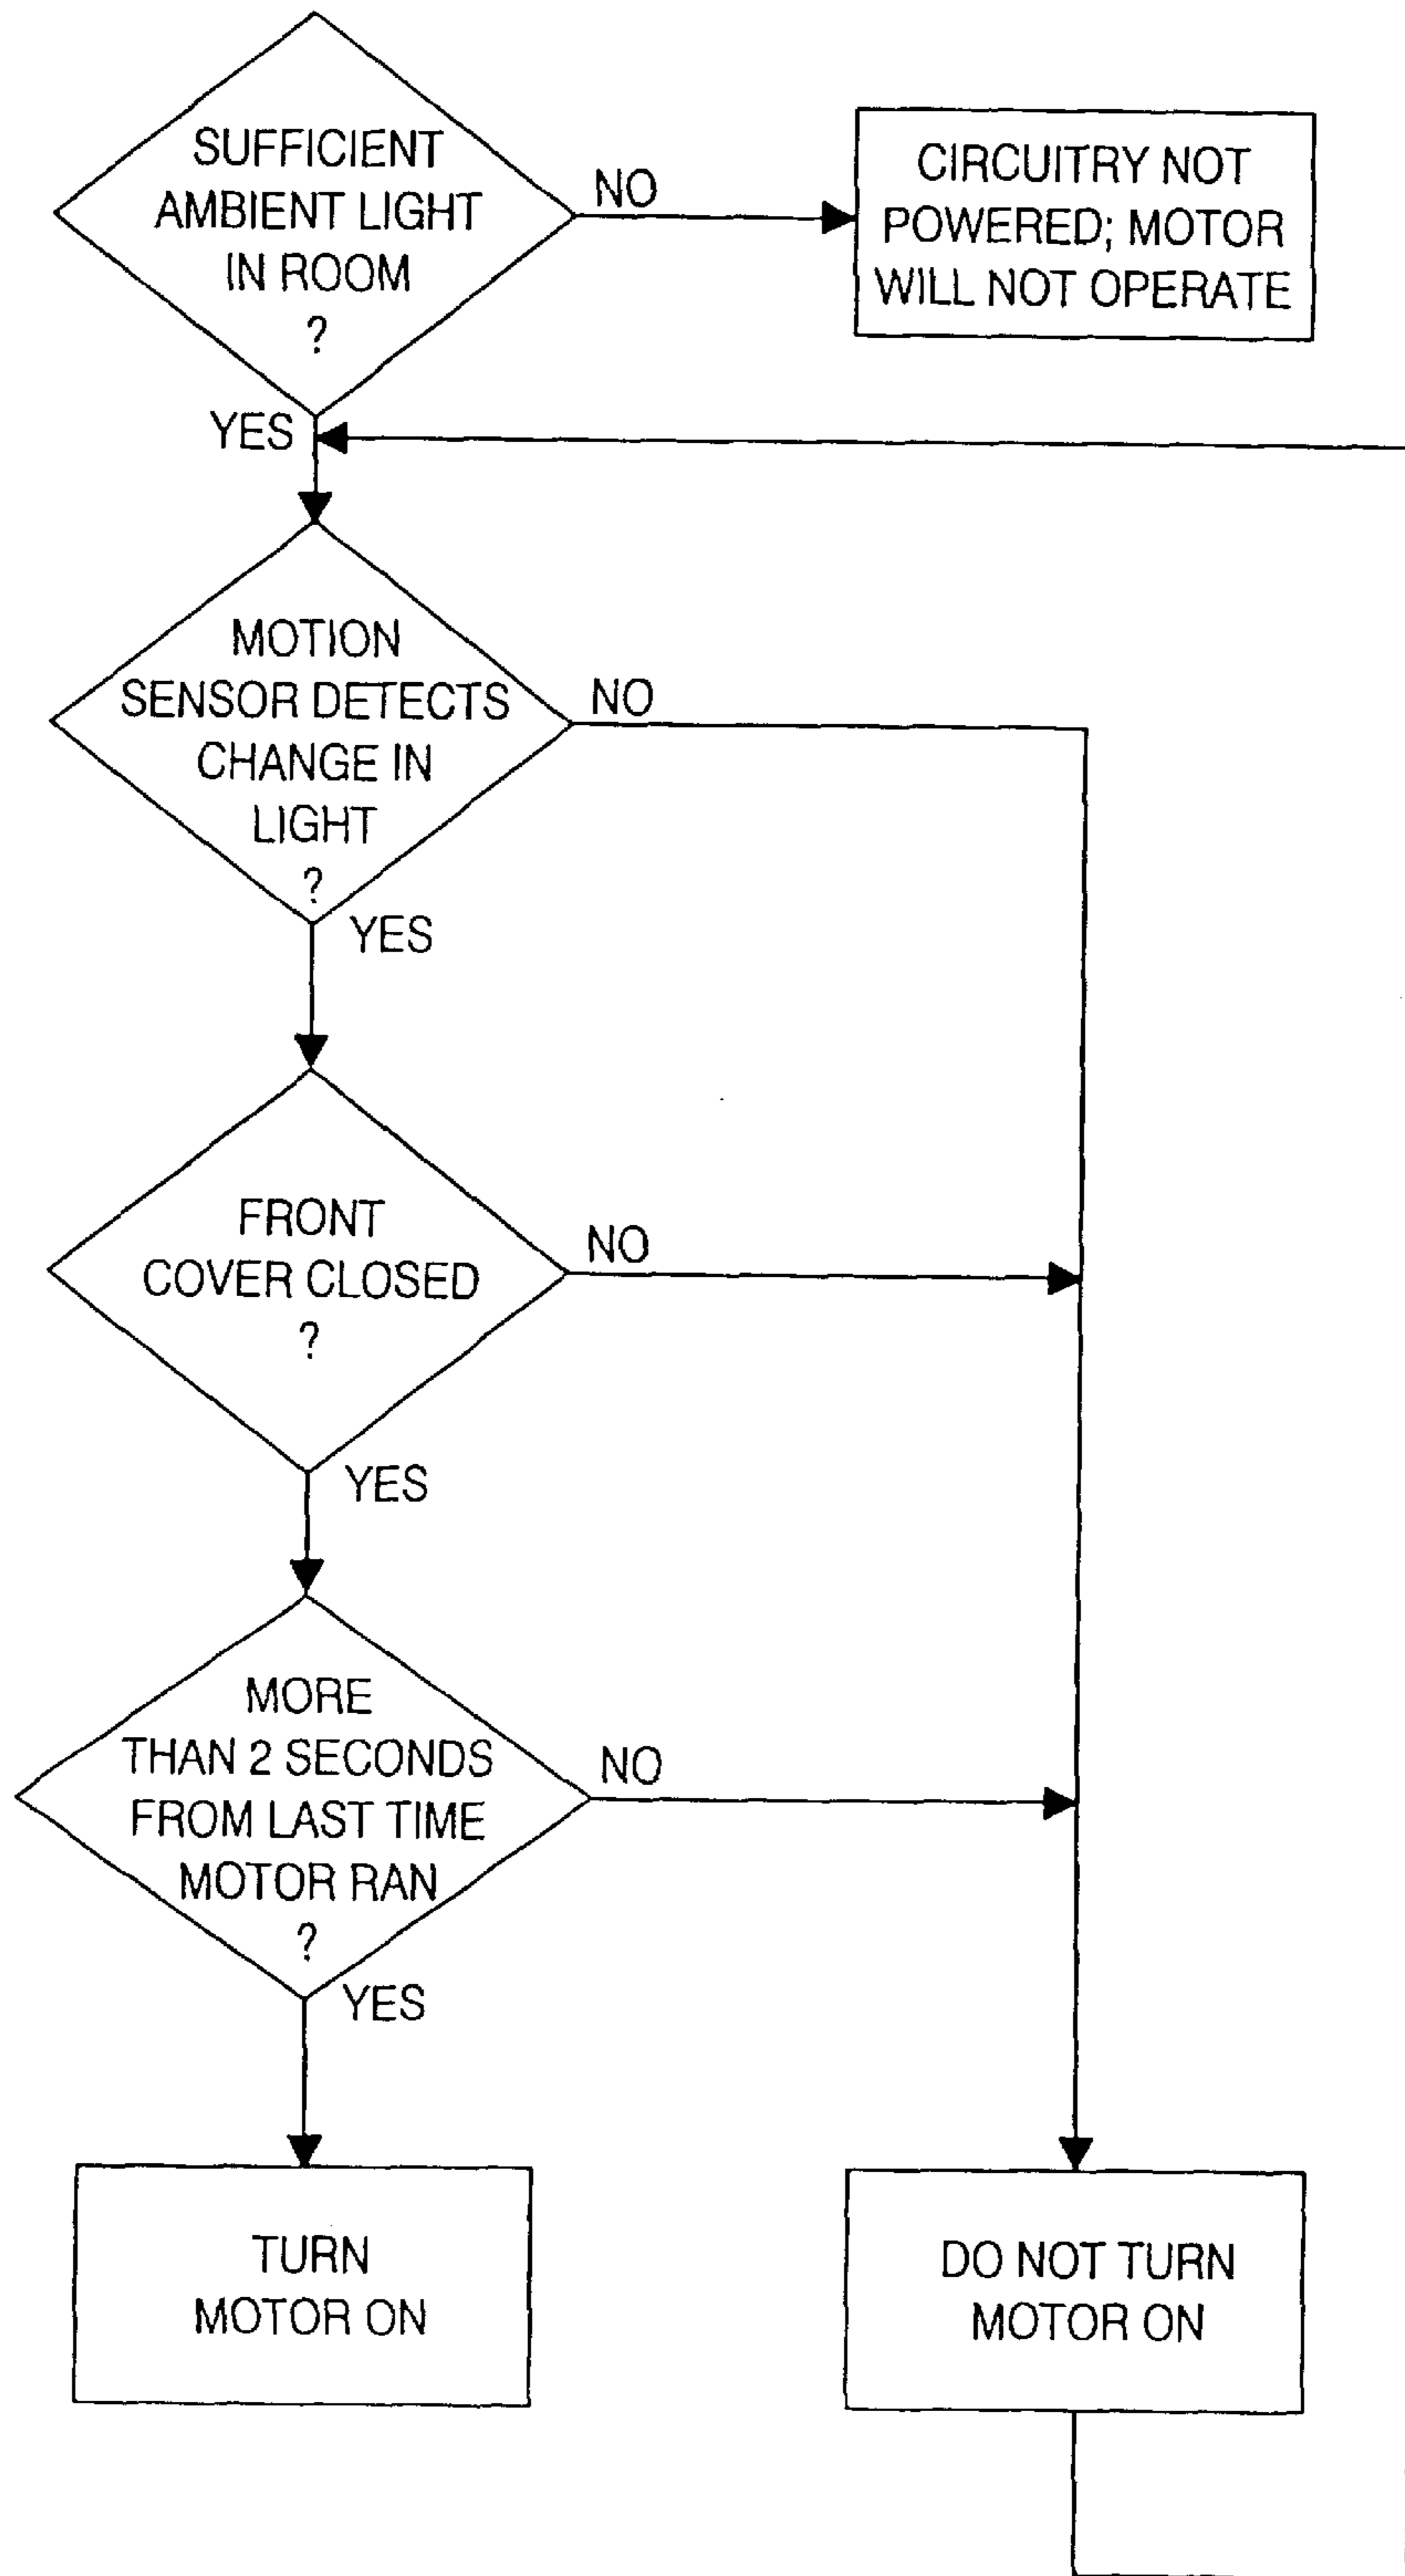 SUFFICIENT
AMBIENT LIGHT
IN ROOM
?
NO
CIRCUITRY NOT
POWERED; MOTOR
WILL NOT OPERATE
YES
MOTION
SENSOR DETECTS
CHANGE IN
LIGHT
?
NO
YES
FRONT
COVER CLOSED
?
NO
YES
MORE
THAN 2 SECONDS
FROM LAST TIME
MOTOR RAN
?
NO
YES
TURN
MOTOR ON
DO NOT TURN
MOTOR ON